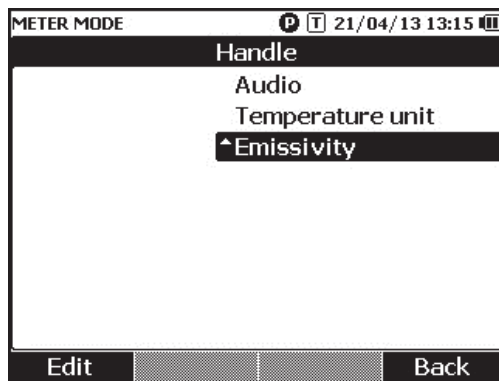 METER MODE P T 21/04/13 13:15
Handle
Audio
Temperature unit
Emissivity
Edit Back